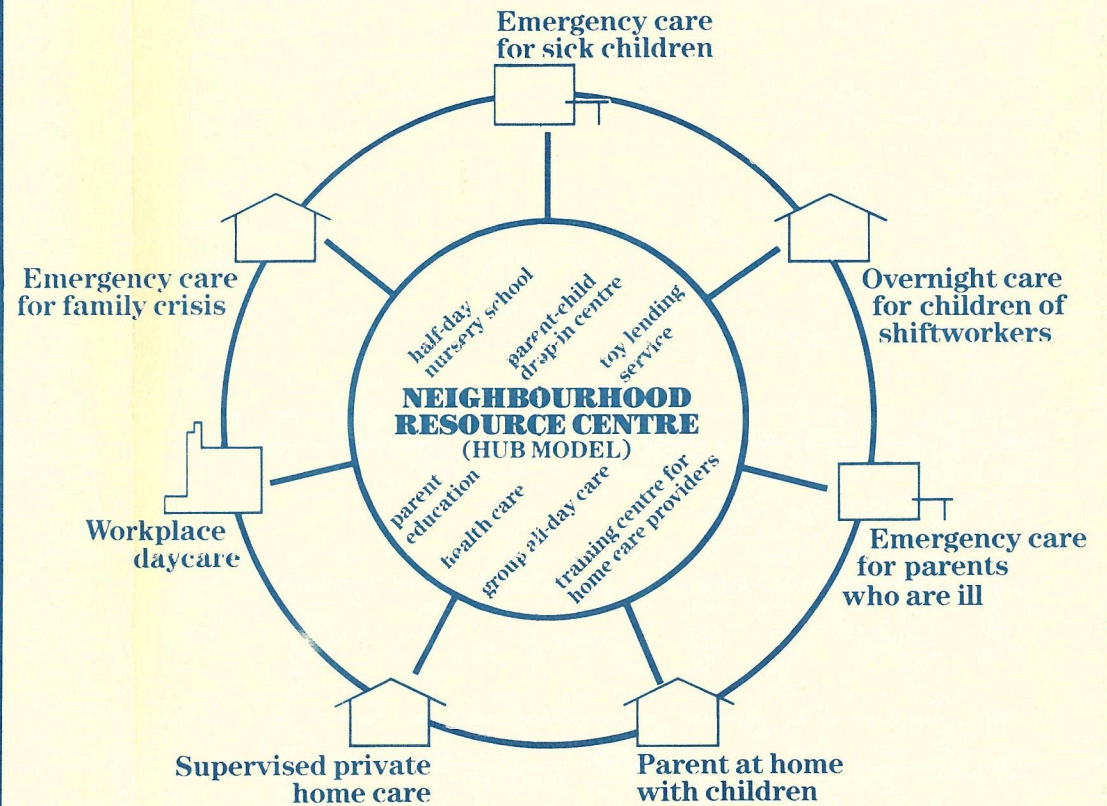 Emergency care
for sick children
Emergency care
for family crisis
Overnight care
for children of
shiftworkers
half-day
nursery school
parent-child
drop-in centre
toy lending
service
NEIGHBOURHOOD
RESOURCE CENTRE
(HUB MODEL)
parent
education
health care
group all-day care
training centre for
home care providers
Workplace
daycare
Emergency care
for parents
who are ill
Supervised private
home care
Parent at home
with children